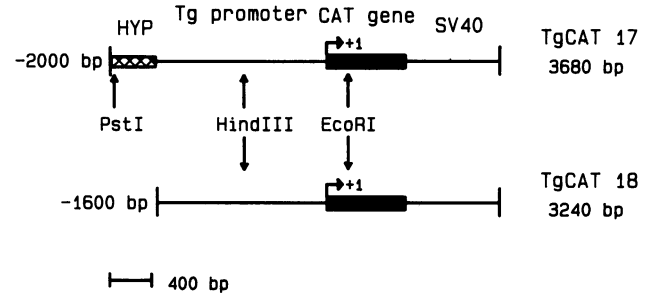 HYP Tg promoter CAT gene SV40
-2000 bp +1 TgCAT 17
3680 bp
PstI HindIII EcoRI
-1600 bp +1 TgCAT 18
3240 bp
400 bp